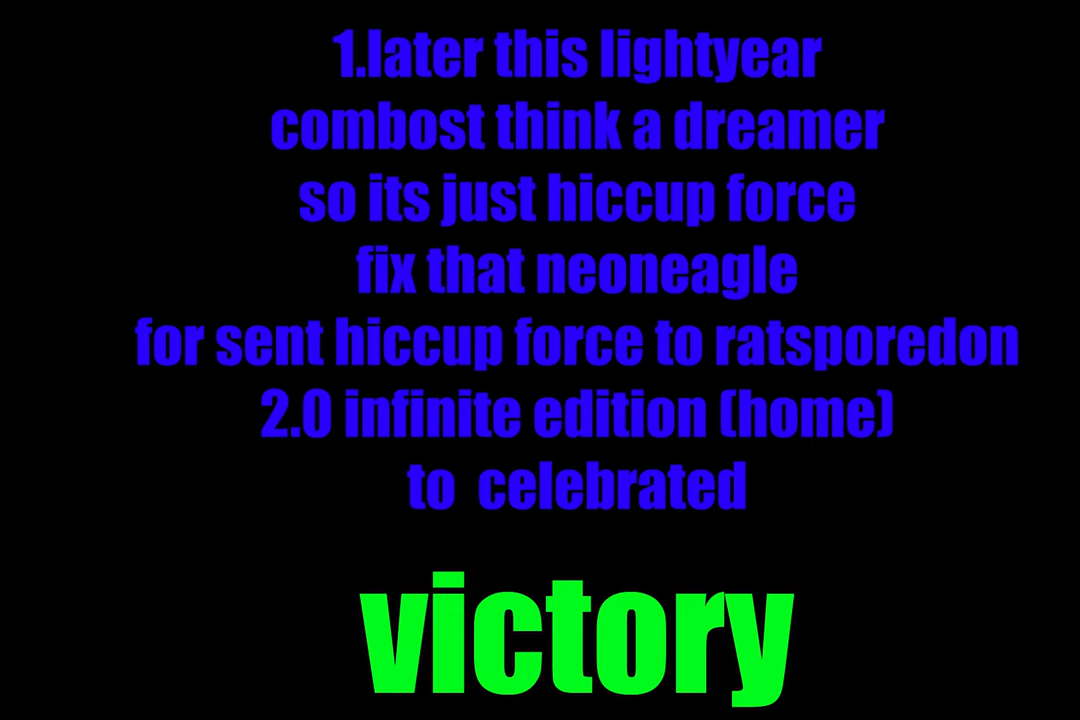 1.later this lightyear
combost think a dreamer
so its just hiccup force
fix that neoneagle
for sent hiccup force to ratsporedon
2.0 infinite edition (home)
to  celebrated
victory